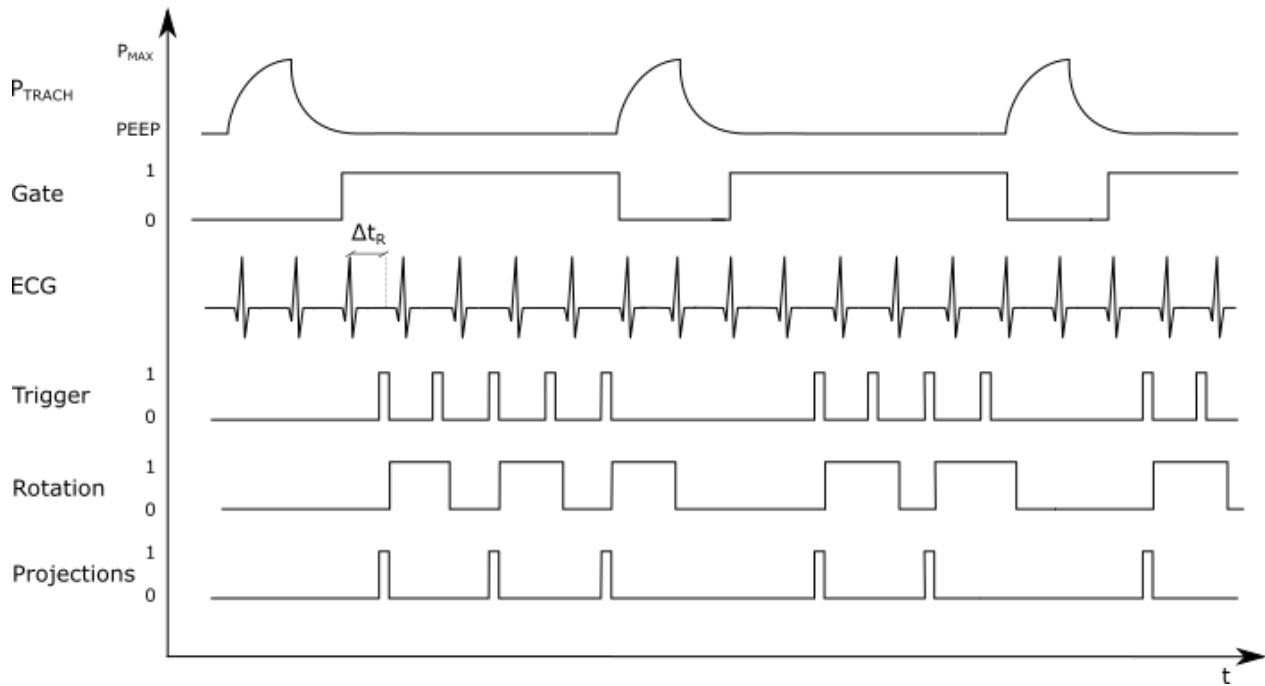 P_MAX
P_TRACH
PEEP
1
Gate
0
Δt_R
ECG
1
Trigger
0
1
Rotation
0
1
Projections
0
t